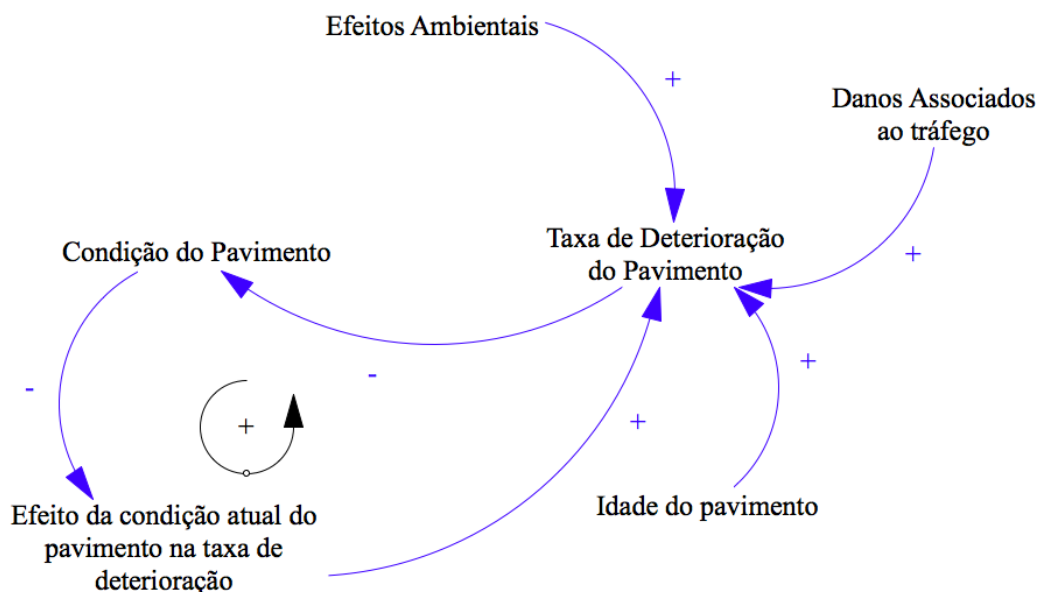 Efeitos Ambientais
+
Danos Associados
ao tráfego
Condição do Pavimento
Taxa de Deterioração
do Pavimento
+
-
-
+
+
+
Efeito da condição atual do
pavimento na taxa de
deterioração
Idade do pavimento